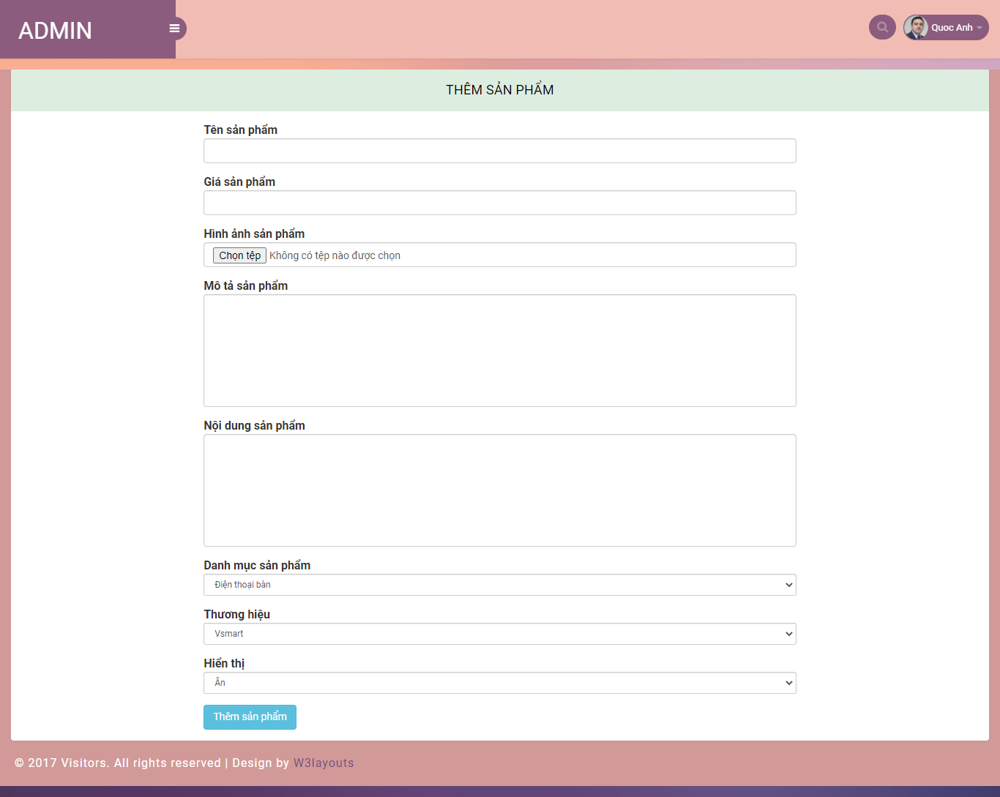 ADMIN
Quoc Anh
THÊM SẢN PHẨM
Tên sản phẩm
Giá sản phẩm
Hình ảnh sản phẩm
Chọn tệp Không có tệp nào được chọn
Mô tả sản phẩm
Nội dung sản phẩm
Danh mục sản phẩm
Điện thoại bàn
Thương hiệu
Vsmart
Hiển thị
Ẩn
Thêm sản phẩm
© 2017 Visitors. All rights reserved | Design by W3layouts